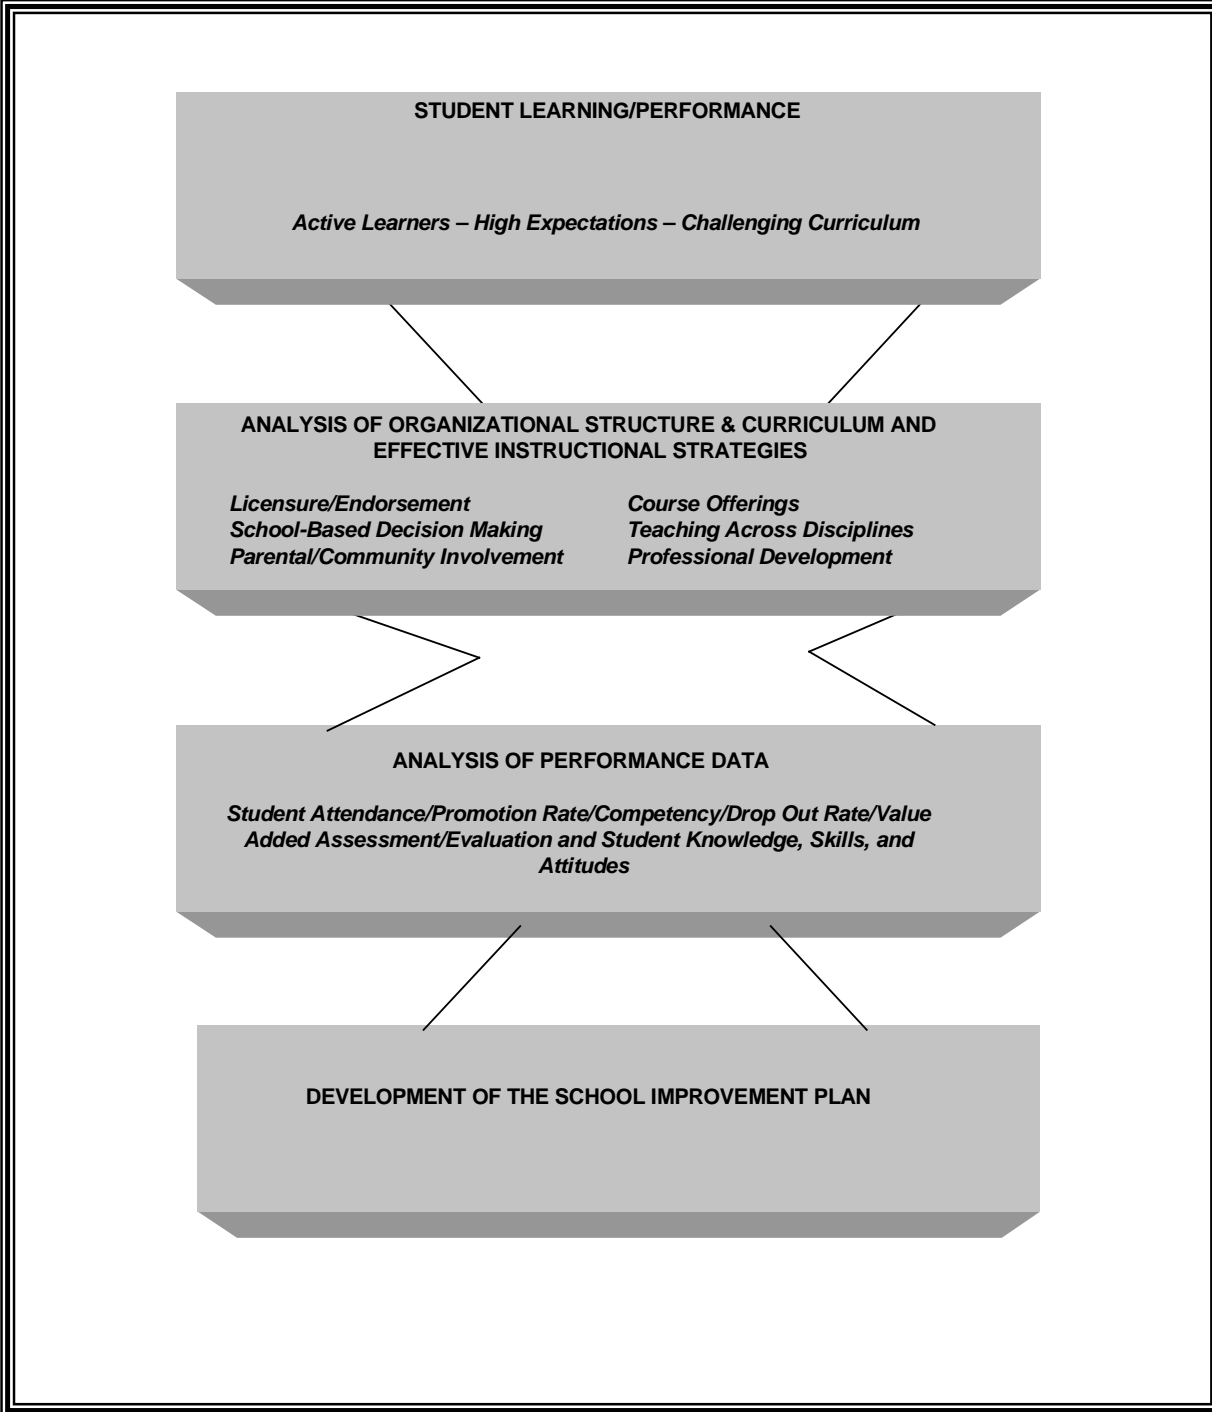 STUDENT LEARNING/PERFORMANCE
Active Learners – High Expectations – Challenging Curriculum
ANALYSIS OF ORGANIZATIONAL STRUCTURE & CURRICULUM AND
EFFECTIVE INSTRUCTIONAL STRATEGIES
Licensure/Endorsement Course Offerings
School-Based Decision Making Teaching Across Disciplines
Parental/Community Involvement Professional Development
ANALYSIS OF PERFORMANCE DATA
Student Attendance/Promotion Rate/Competency/Drop Out Rate/Value
Added Assessment/Evaluation and Student Knowledge, Skills, and
Attitudes
DEVELOPMENT OF THE SCHOOL IMPROVEMENT PLAN